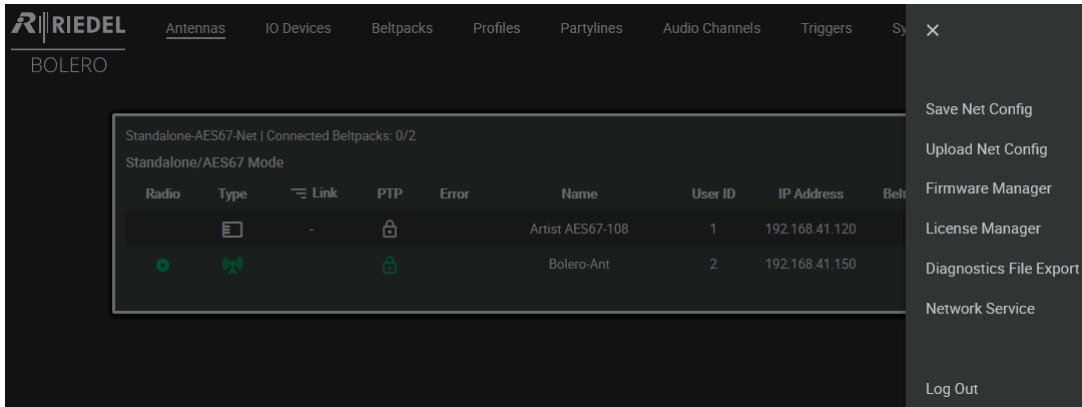 RIEDEL
BOLERO
Antennas IO Devices Beltpacks Profiles Partylines Audio Channels Triggers Sy
Standalone-AES67-Net | Connected Beltpacks: 0/2
Standalone/AES67 Mode
Radio Type Link PTP Error Name User ID IP Address Belt
- Artist AES67-108 1 192.168.41.120
Bolero-Ant 2 192.168.41.150
Save Net Config
Upload Net Config
Firmware Manager
License Manager
Diagnostics File Export
Network Service
Log Out